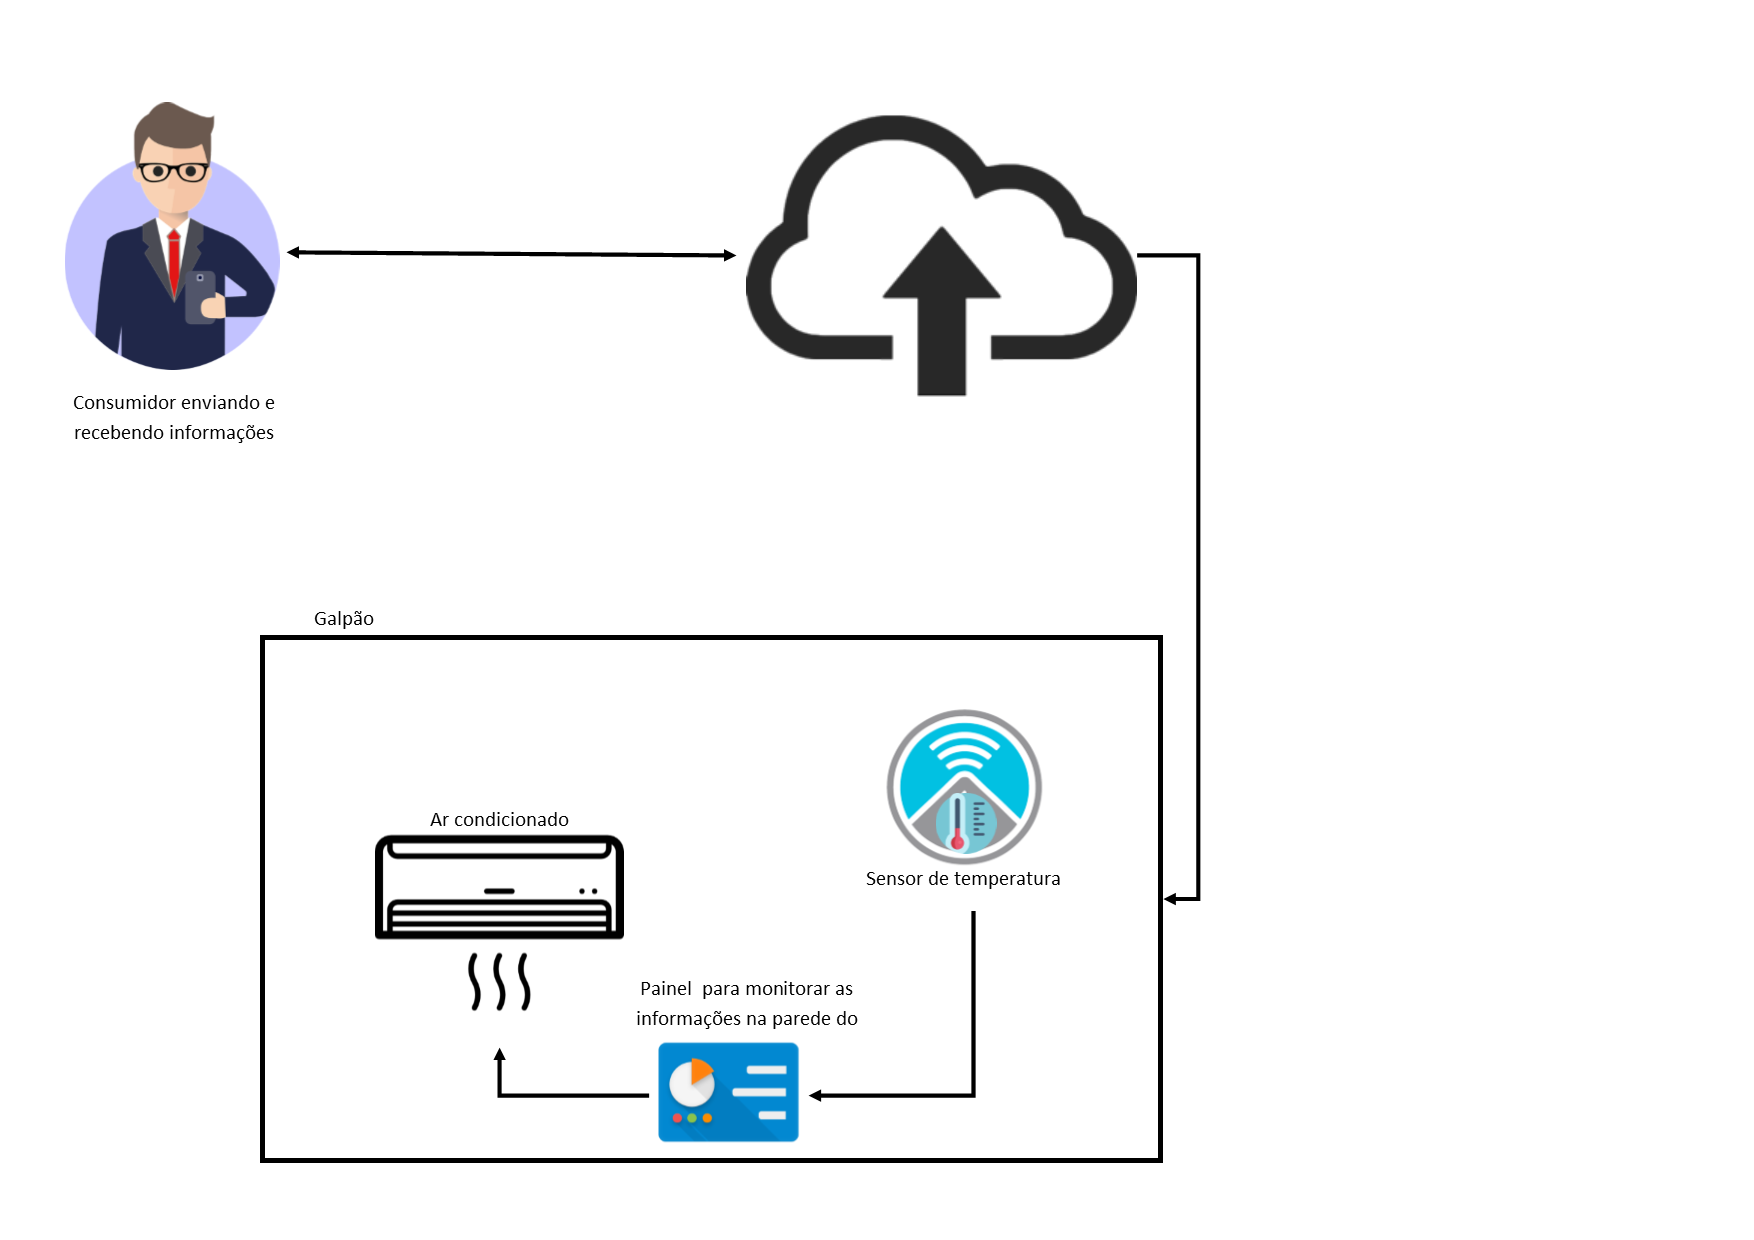 Consumidor enviando e
recebendo informações
Galpão
Ar condicionado
Sensor de temperatura
Painel  para monitorar as
informações na parede do